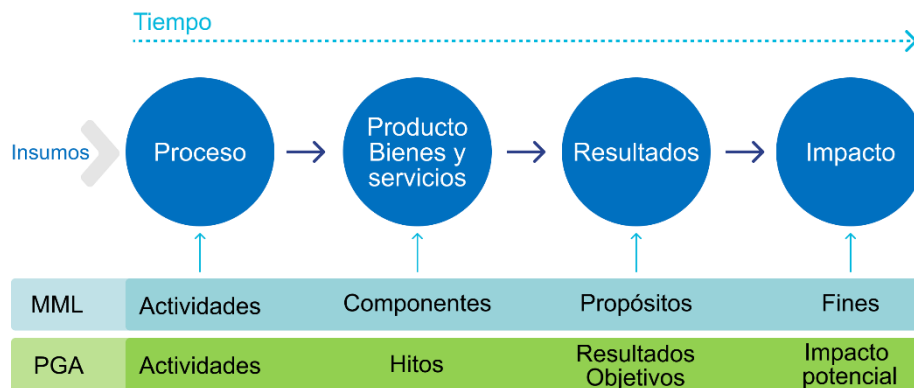 Tiempo
Insumos
Proceso
Producto
Bienes y
servicios
Resultados
Impacto
MML
Actividades
Componentes
Propósitos
Fines
PGA
Actividades
Hitos
Resultados
Objetivos
Impacto
potencial